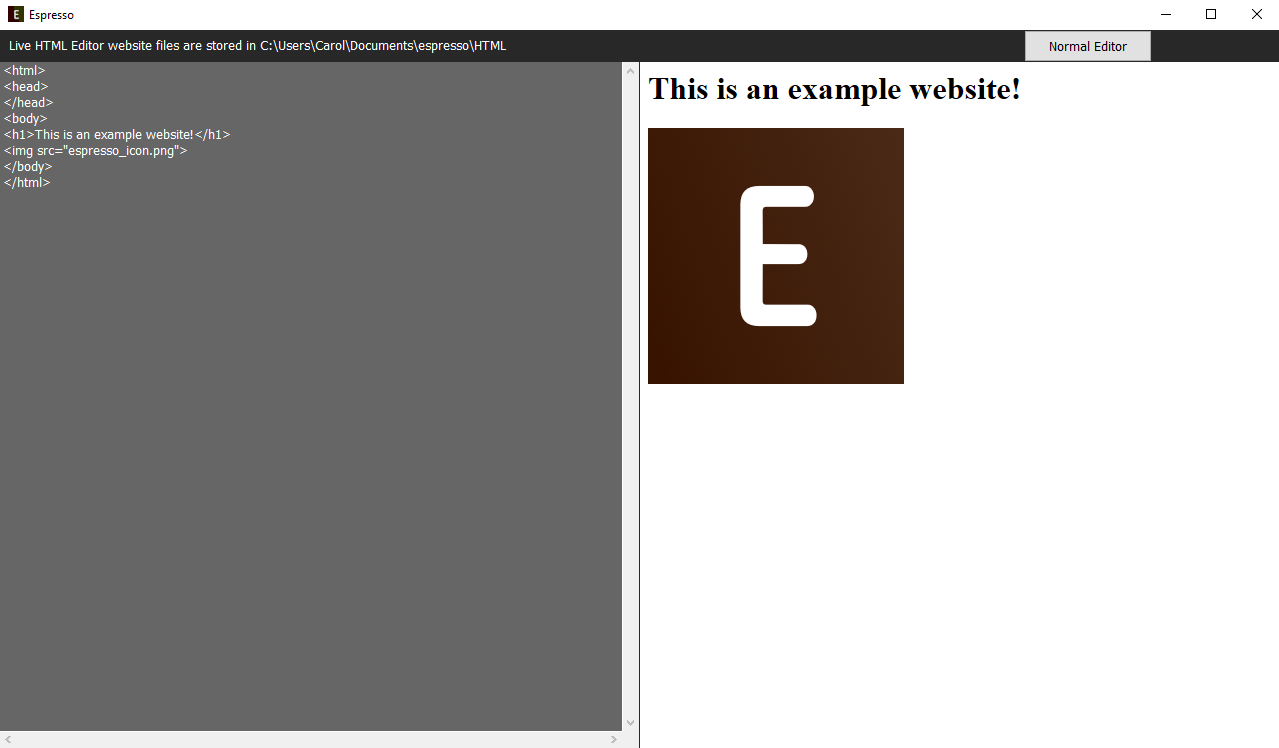 E Espresso
Live HTML Editor website files are stored in C:\Users\Carol\Documents\espresso\HTML
Normal Editor
<html>
<head>
</head>
<body>
<h1>This is an example website!</h1>
<img src="espresso_icon.png">
</body>
</html>
This is an example website!
E